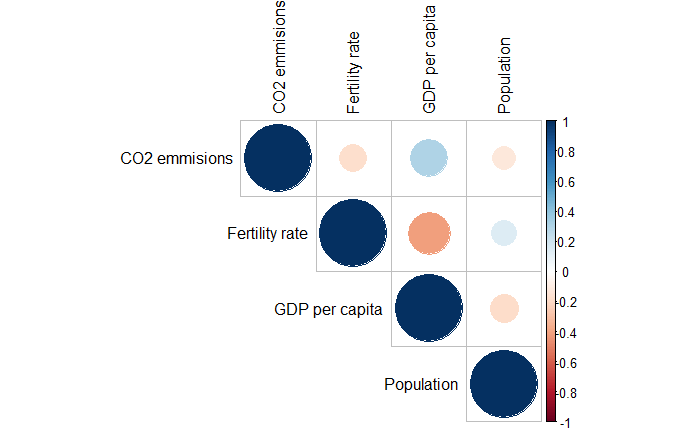 CO2 emmisions
Fertility rate
GDP per capita
Population
CO2 emmisions
Fertility rate
GDP per capita
Population
1
0.8
0.6
0.4
0.2
0
-0.2
-0.4
-0.6
-0.8
-1